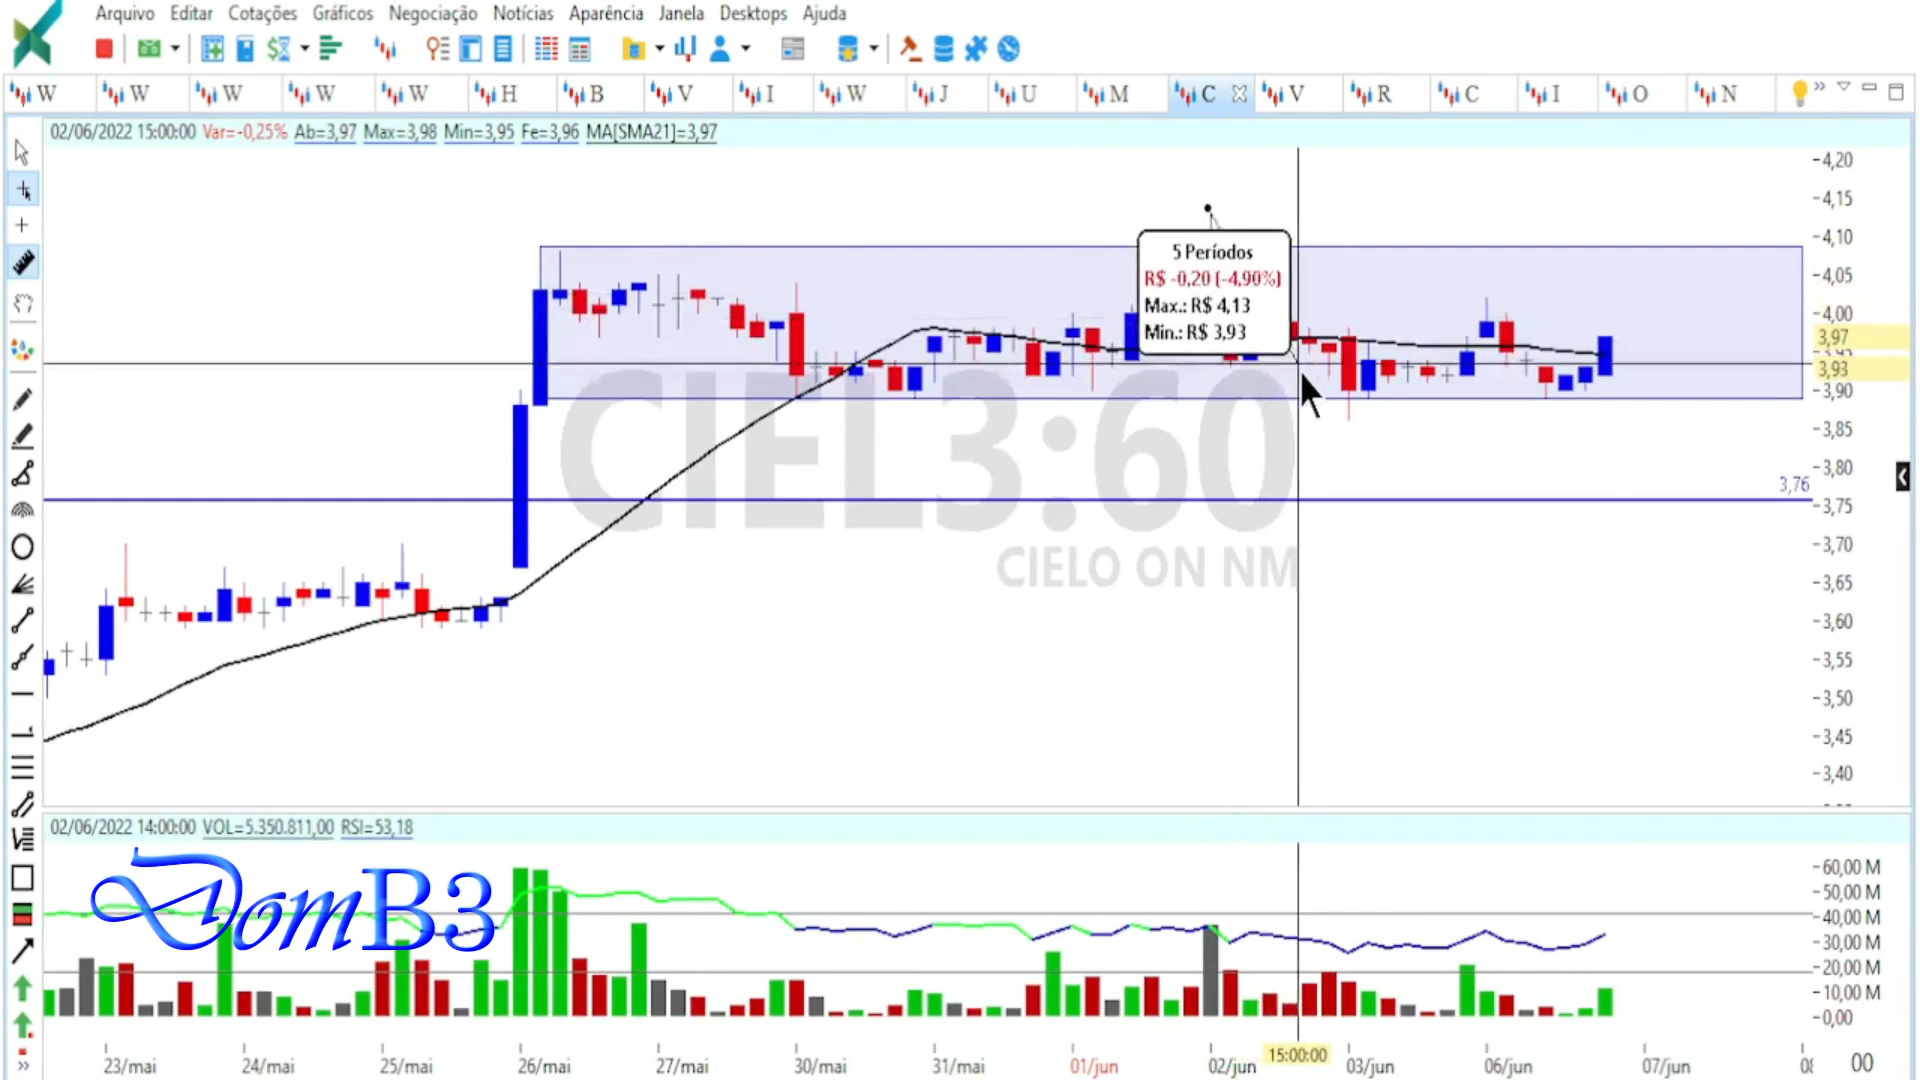 Arquivo Editar Cotações Gráficos Negociação Notícias Aparência Janela Desktops Ajuda
W W W W W H B V I W J U M C V R C I O N
02/06/2022 15:00:00 Var=-0,25% Ab=3,97 Max=3,98 Min=3,95 Fe=3,96 MA[SMA21]=3,97
4,20
4,15
4,10
4,05
4,00
3,97
3,93
3,90
3,85
3,80
3,75
3,70
3,65
3,60
3,55
3,50
3,45
3,40
5 Períodos
R$ -0,20 (-4,90%)
Max.: R$ 4,13
Min.: R$ 3,93
3,76
CIEL3:60
CIELO ON NM
02/06/2022 14:00:00 VOL=5.350.811,00 RSI=53,18
DomB3
60,00 M
50,00 M
40,00 M
30,00 M
20,00 M
10,00 M
0,00
23/mai 24/mai 25/mai 26/mai 27/mai 30/mai 31/mai 01/jun 02/jun 15:00:00 03/jun 06/jun 07/jun 00